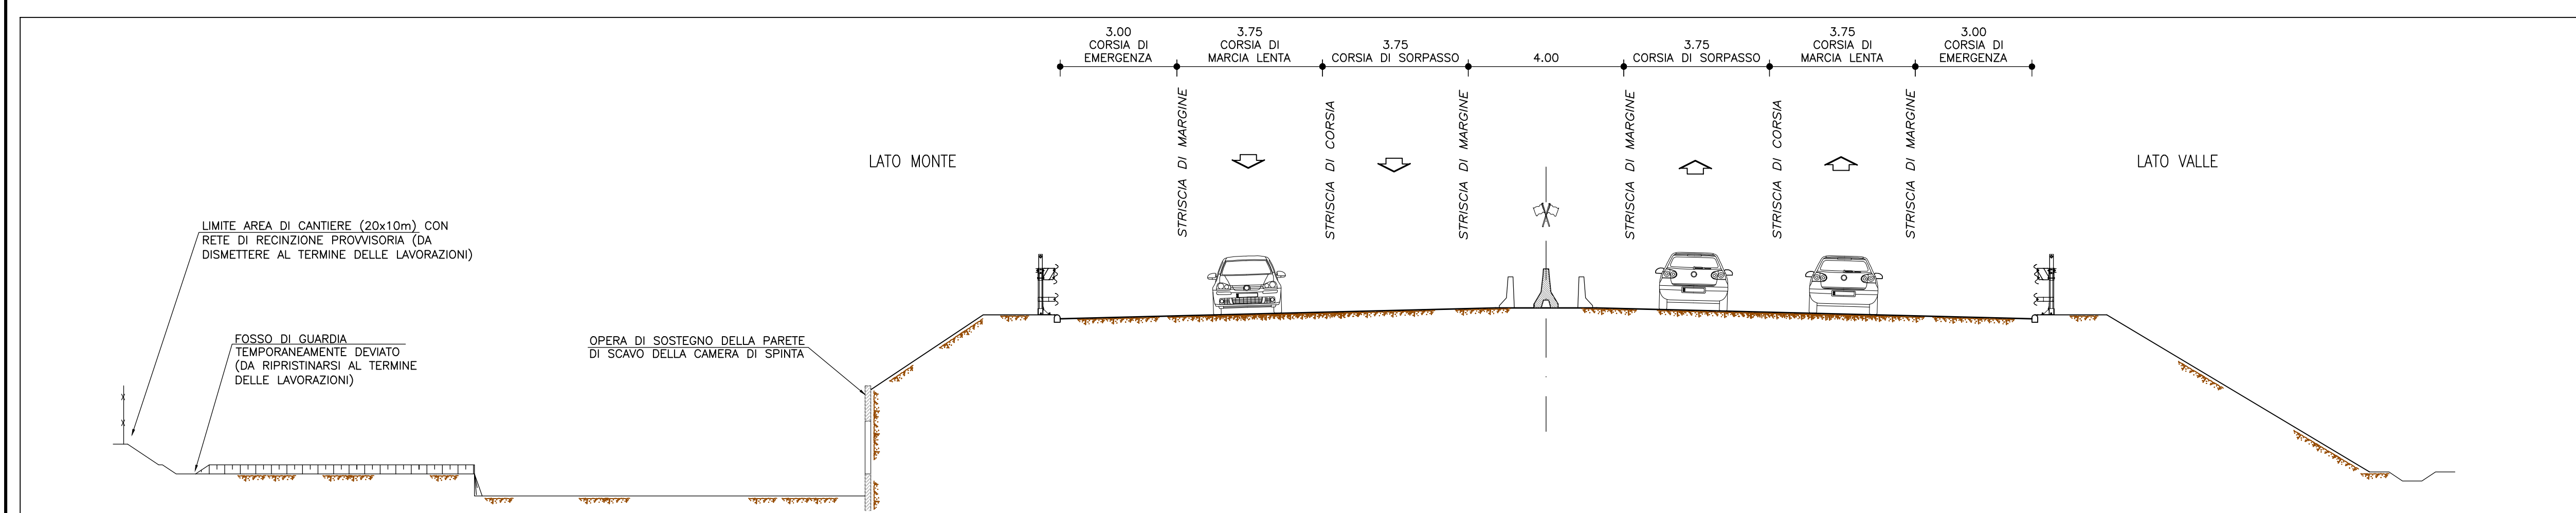 3.00
CORSIA DI
EMERGENZA
3.75
CORSIA DI
MARCIA LENTA
3.75
CORSIA DI SORPASSO
4.00
3.75
CORSIA DI SORPASSO
3.75
CORSIA DI
MARCIA LENTA
3.00
CORSIA DI
EMERGENZA
STRISCIA DI MARGINE
STRISCIA DI CORSIA
STRISCIA DI MARGINE
STRISCIA DI MARGINE
STRISCIA DI CORSIA
STRISCIA DI MARGINE
LATO MONTE
LATO VALLE
LIMITE AREA DI CANTIERE (20x10m) CON
RETE DI RECINZIONE PROVVISORIA (DA
DISMETTERE AL TERMINE DELLE LAVORAZIONI)
FOSSO DI GUARDIA
TEMPORANEAMENTE DEVIATO
(DA RIPRISTINARSI AL TERMINE
DELLE LAVORAZIONI)
OPERA DI SOSTEGNO DELLA PARETE
DI SCAVO DELLA CAMERA DI SPINTA